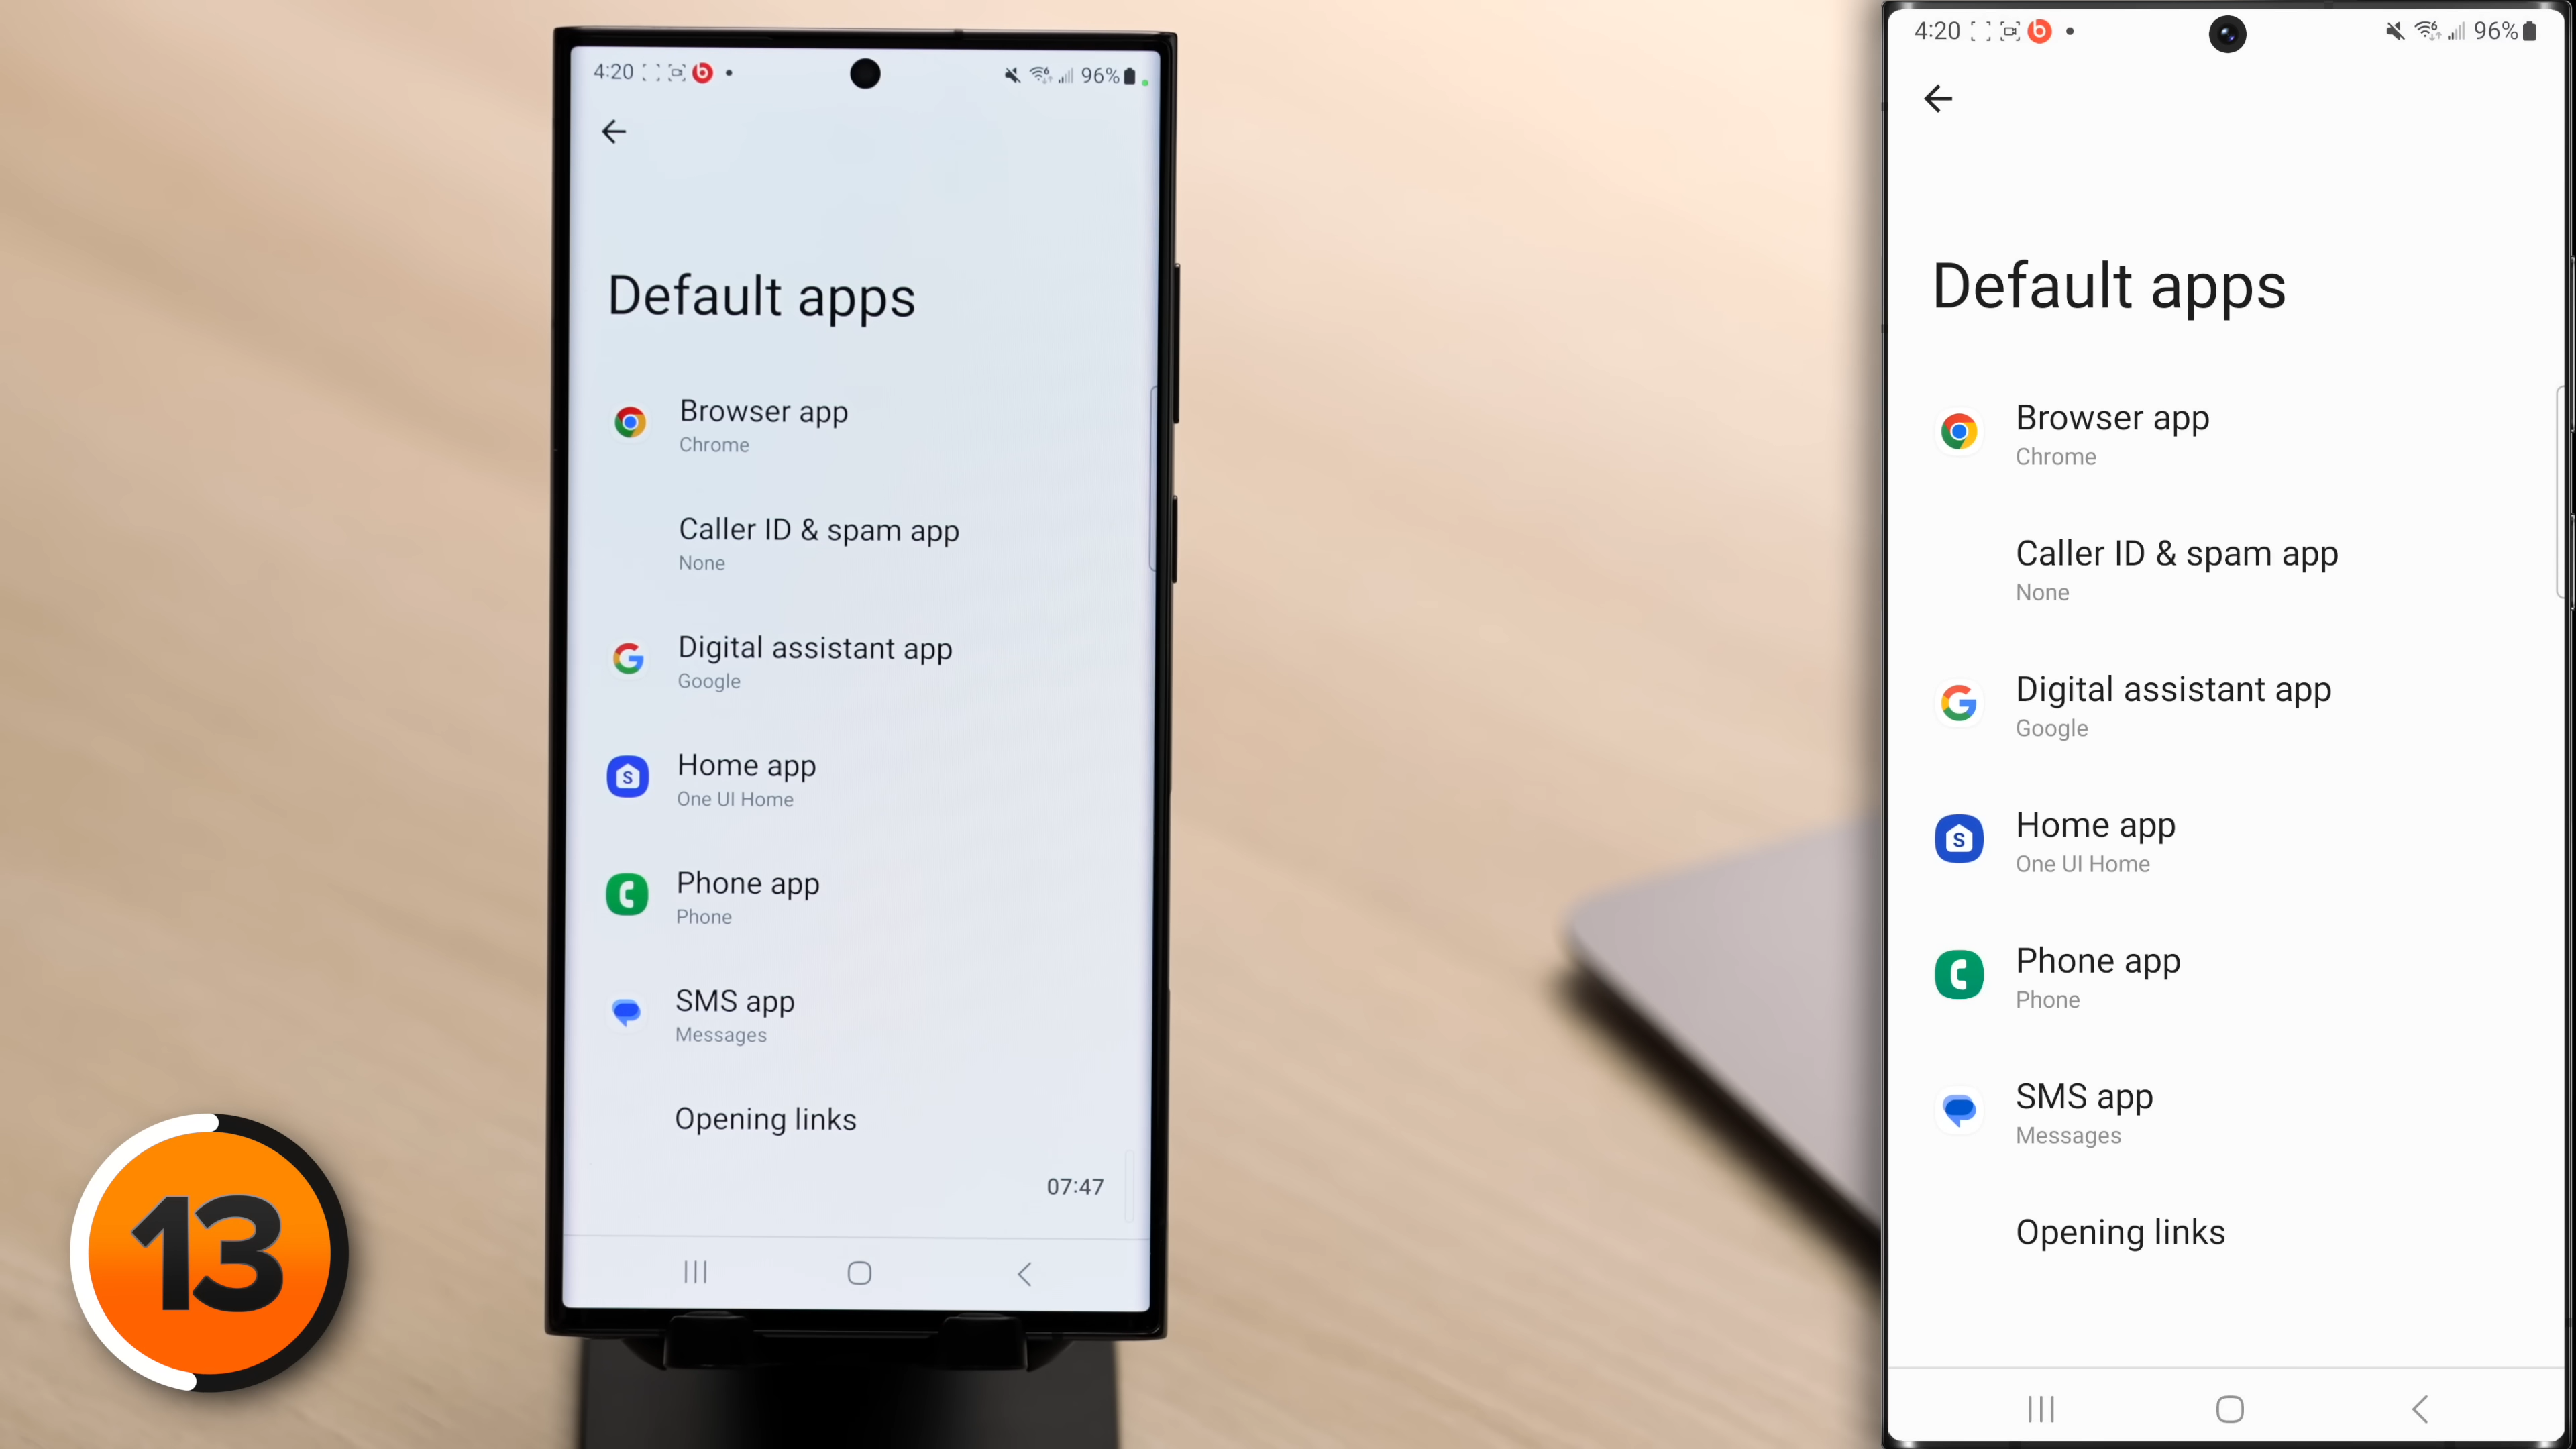 4:20
96%
Default apps
Browser app
Chrome
Caller ID & spam app
None
Digital assistant app
Google
Home app
One UI Home
Phone app
Phone
SMS app
Messages
Opening links
07:47
13
4:20
96%
Default apps
Browser app
Chrome
Caller ID & spam app
None
Digital assistant app
Google
Home app
One UI Home
Phone app
Phone
SMS app
Messages
Opening links